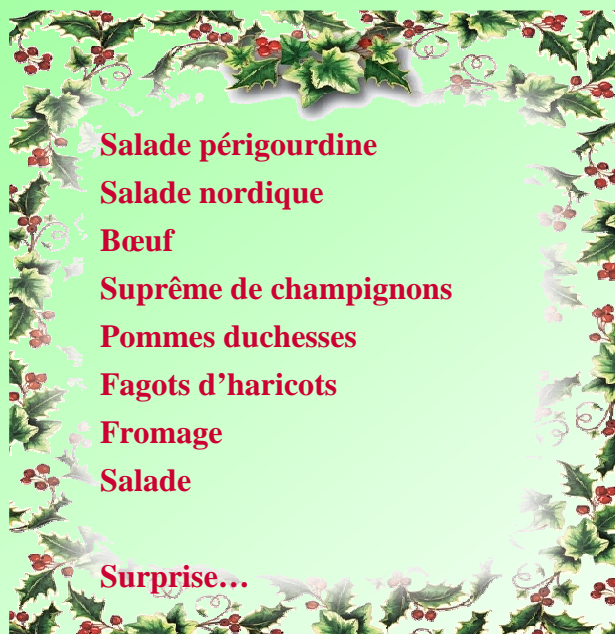 Salade périgourdine
Salade nordique
Bœuf
Suprême de champignons
Pommes duchesses
Fagots d’haricots
Fromage
Salade
Surprise…